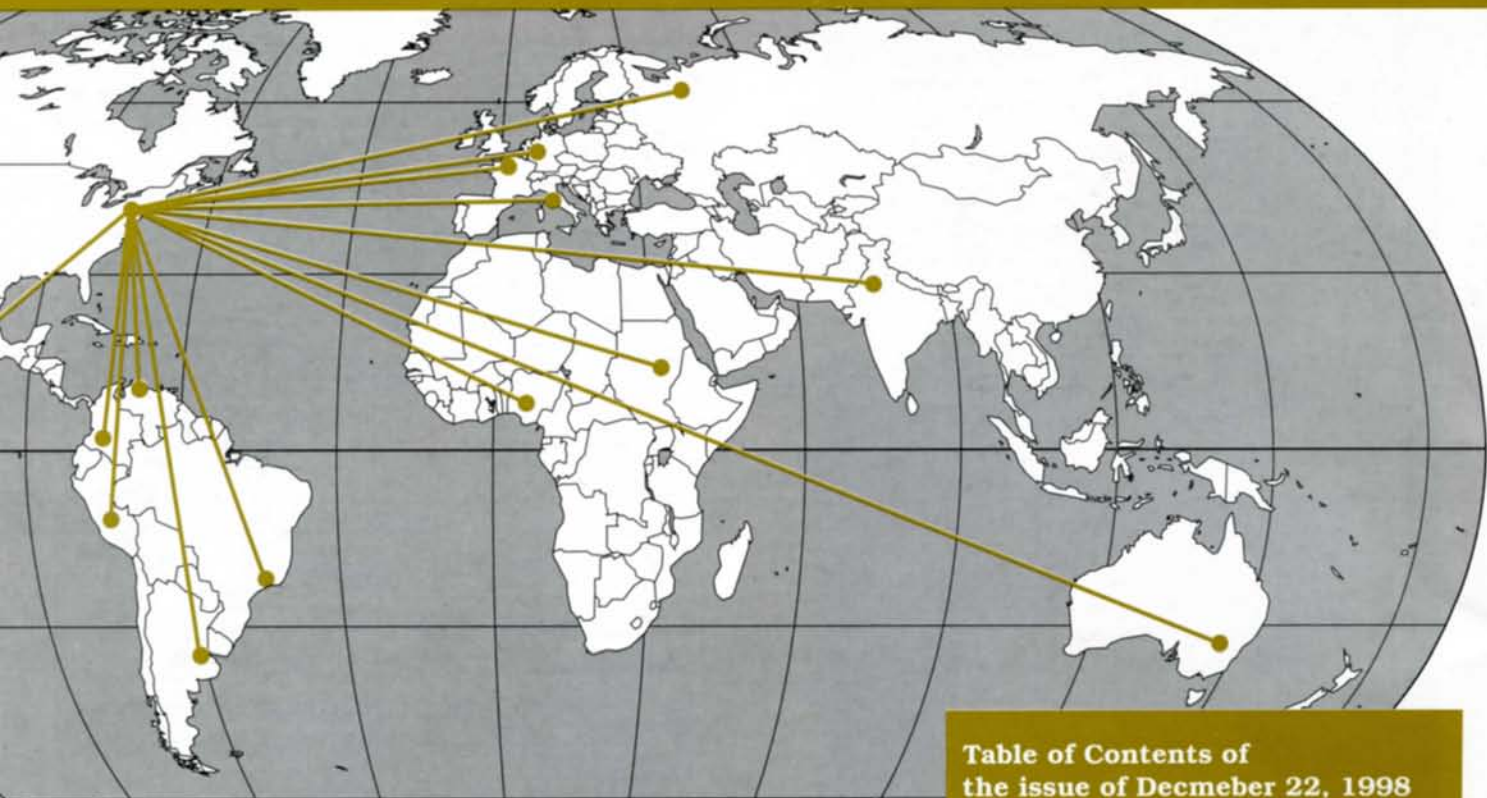 Table of Contents of
the issue of Decmeber 22, 1998